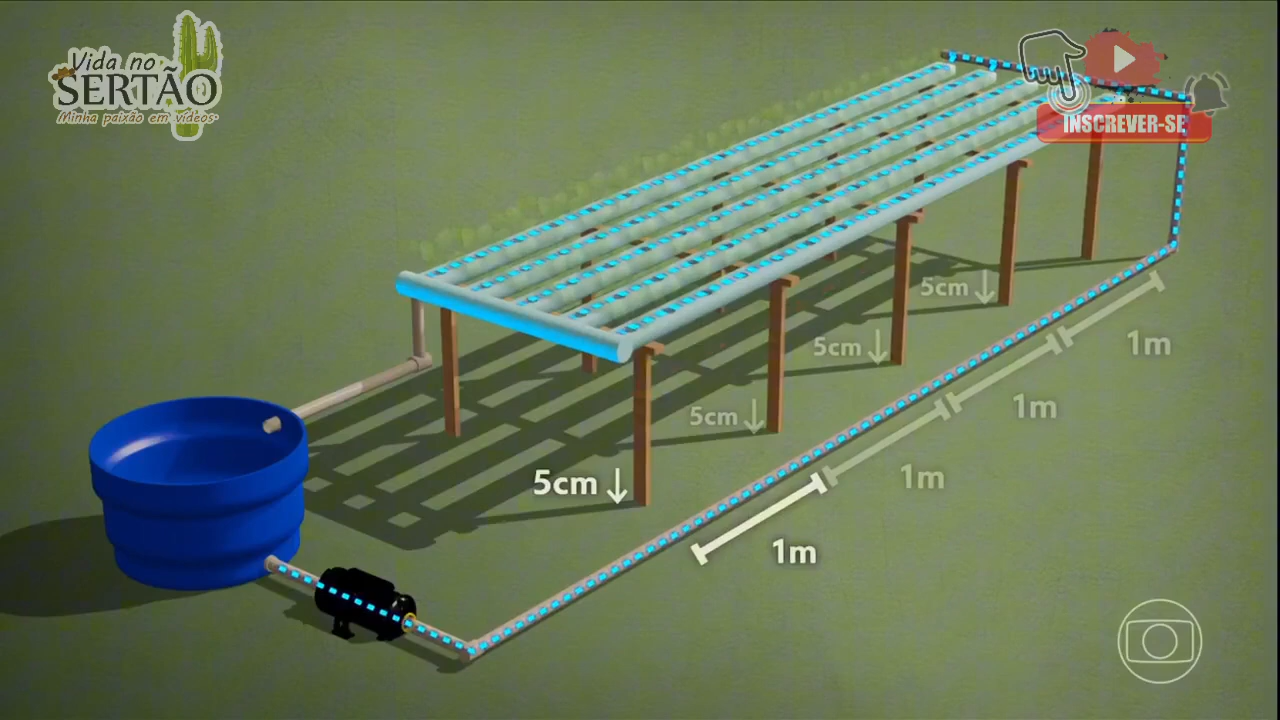 Vida no
SERTÃO
Minha paixão em vídeos
INSCREVER-SE
5cm
1m
5cm
1m
5cm
1m
5cm
1m